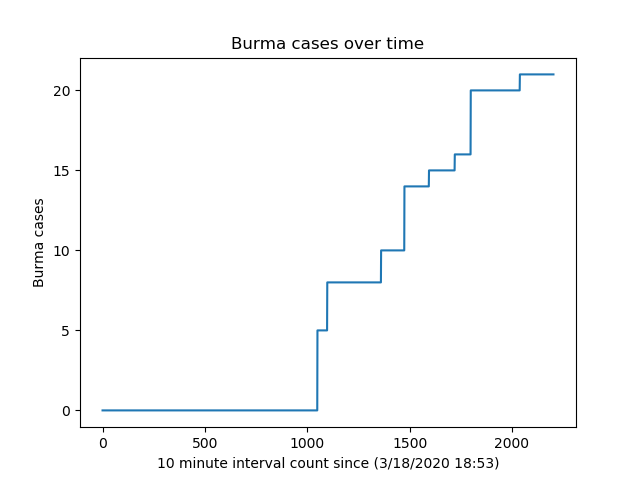 Burma cases over time
20
15
10
5
0
Burma cases
0 500 1000 1500 2000
10 minute interval count since (3/18/2020 18:53)